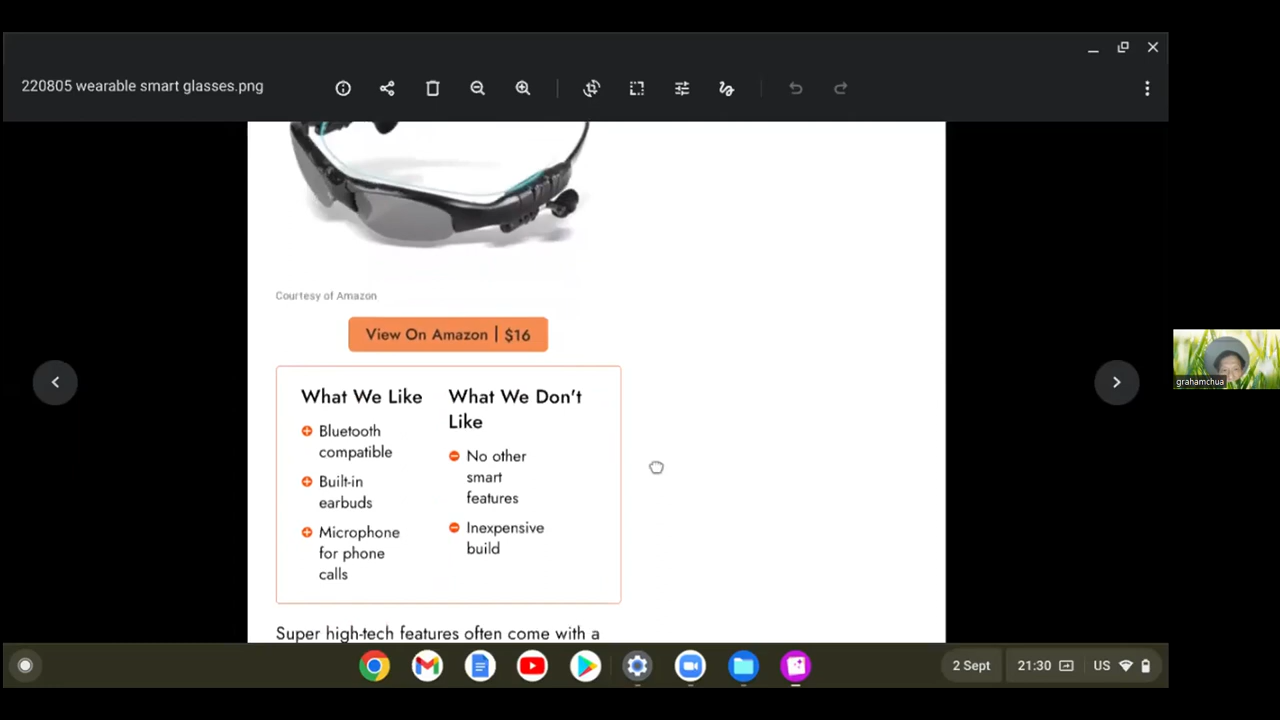 220805 wearable smart glasses.png
Courtesy of Amazon
View On Amazon | $16
What We Like
Bluetooth
compatible
Built-in
earbuds
Microphone
for phone
calls
What We Don't
Like
No other
smart
features
Inexpensive
build
Super high-tech features often come with a
grahamchua
2 Sept
21:30
US